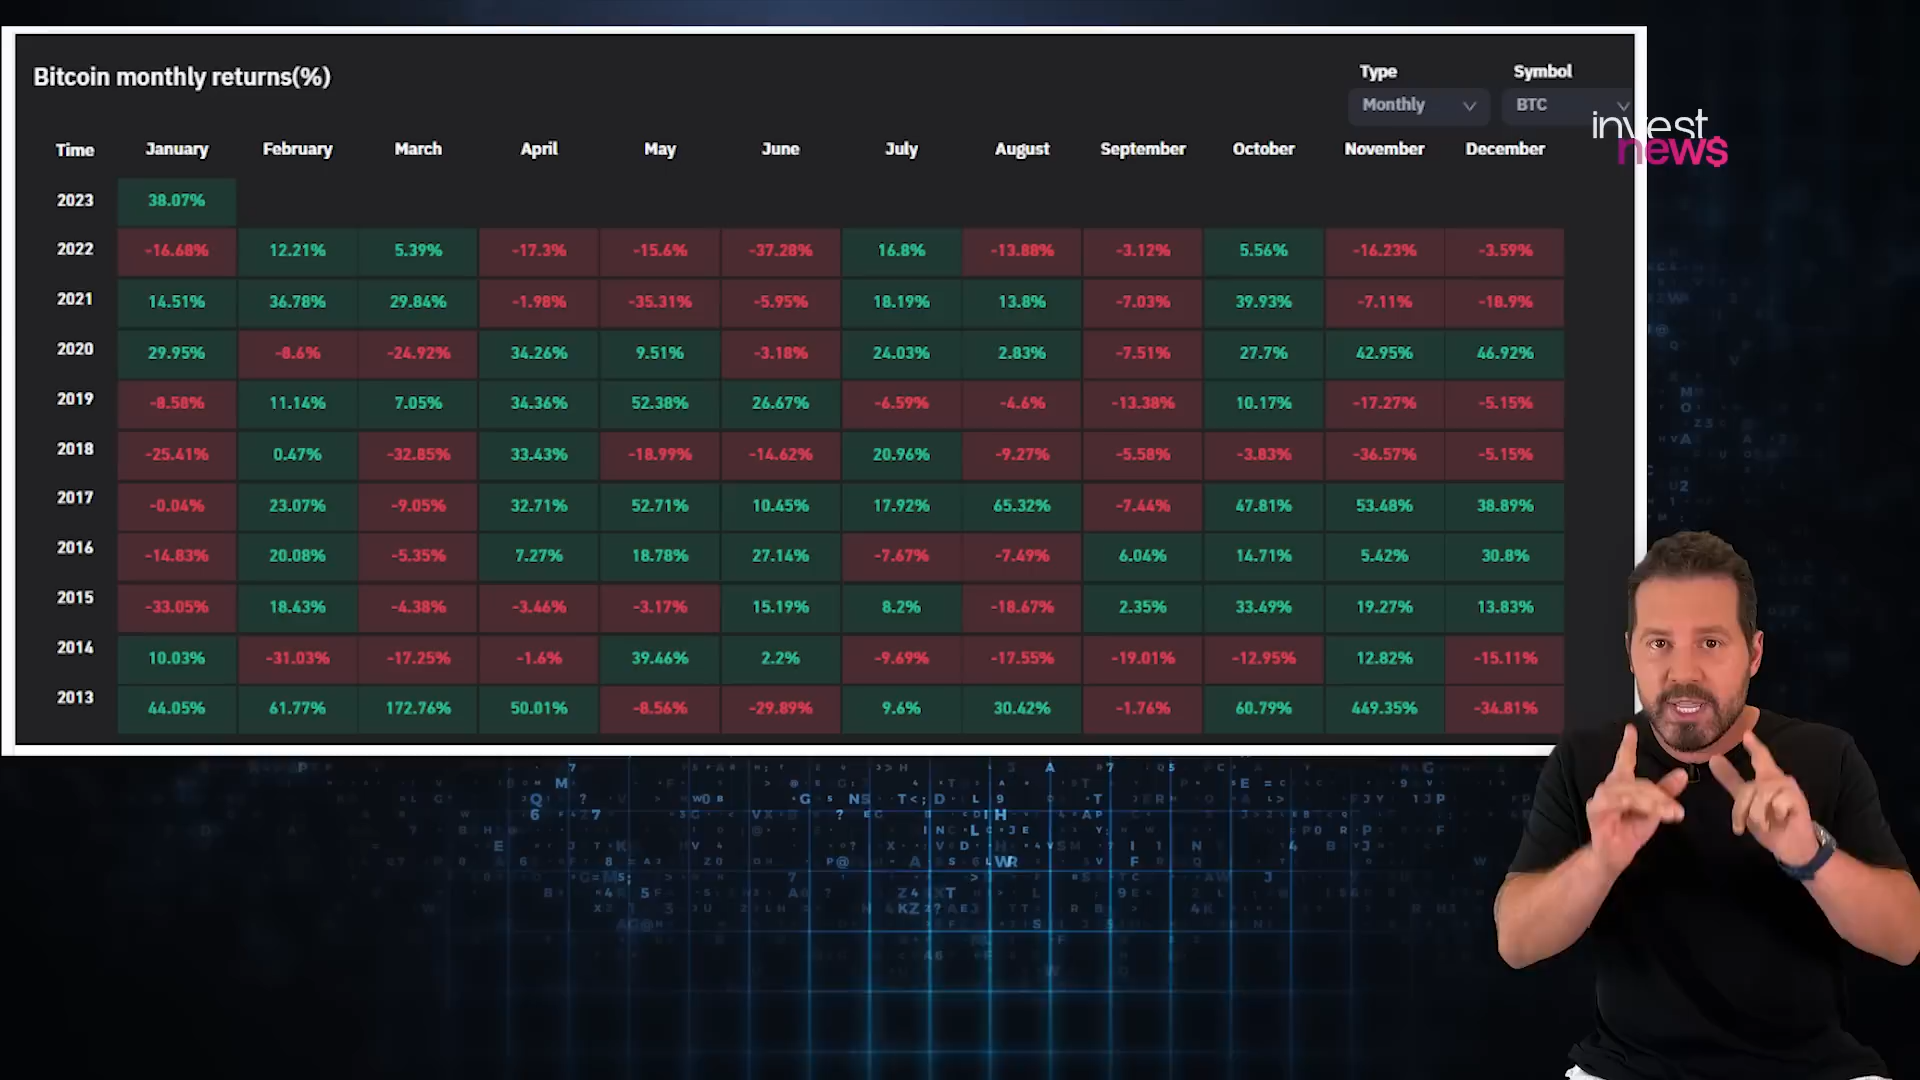 Bitcoin monthly returns(%)
Type Symbol
Monthly BTC
invest
new$
Time January February March April May June July August September October November December
2023 38.07%
2022 -16.68% 12.21% 5.39% -17.3% -15.6% -37.28% 16.8% -13.88% -3.12% 5.56% -16.23% -3.59%
2021 14.51% 36.78% 29.84% -1.98% -35.31% -5.95% 18.19% 13.8% -7.03% 39.93% -7.11% -18.9%
2020 29.95% -8.6% -24.92% 34.26% 9.51% -3.18% 24.03% 2.83% -7.51% 27.7% 42.95% 46.92%
2019 -8.58% 11.14% 7.05% 34.36% 52.38% 26.67% -6.59% -4.6% -13.38% 10.17% -17.27% -5.15%
2018 -25.41% 0.47% -32.85% 33.43% -18.99% -14.62% 20.96% -9.27% -5.58% -3.83% -36.57% -5.15%
2017 -0.04% 23.07% -9.05% 32.71% 52.71% 10.45% 17.92% 65.32% -7.44% 47.81% 53.48% 38.89%
2016 -14.83% 20.08% -5.35% 7.27% 18.78% 27.14% -7.67% -7.49% 6.04% 14.71% 5.42% 30.8%
2015 -33.05% 18.43% -4.38% -3.46% -3.17% 15.19% 8.2% -18.67% 2.35% 33.49% 19.27% 13.83%
2014 10.03% -31.03% -17.25% -1.6% 39.46% 2.2% -9.69% -17.55% -19.01% -12.95% 12.82% -15.11%
2013 44.05% 61.77% 172.76% 50.01% -8.56% -29.89% 9.6% 30.42% -1.76% 60.79% 449.35% -34.81%